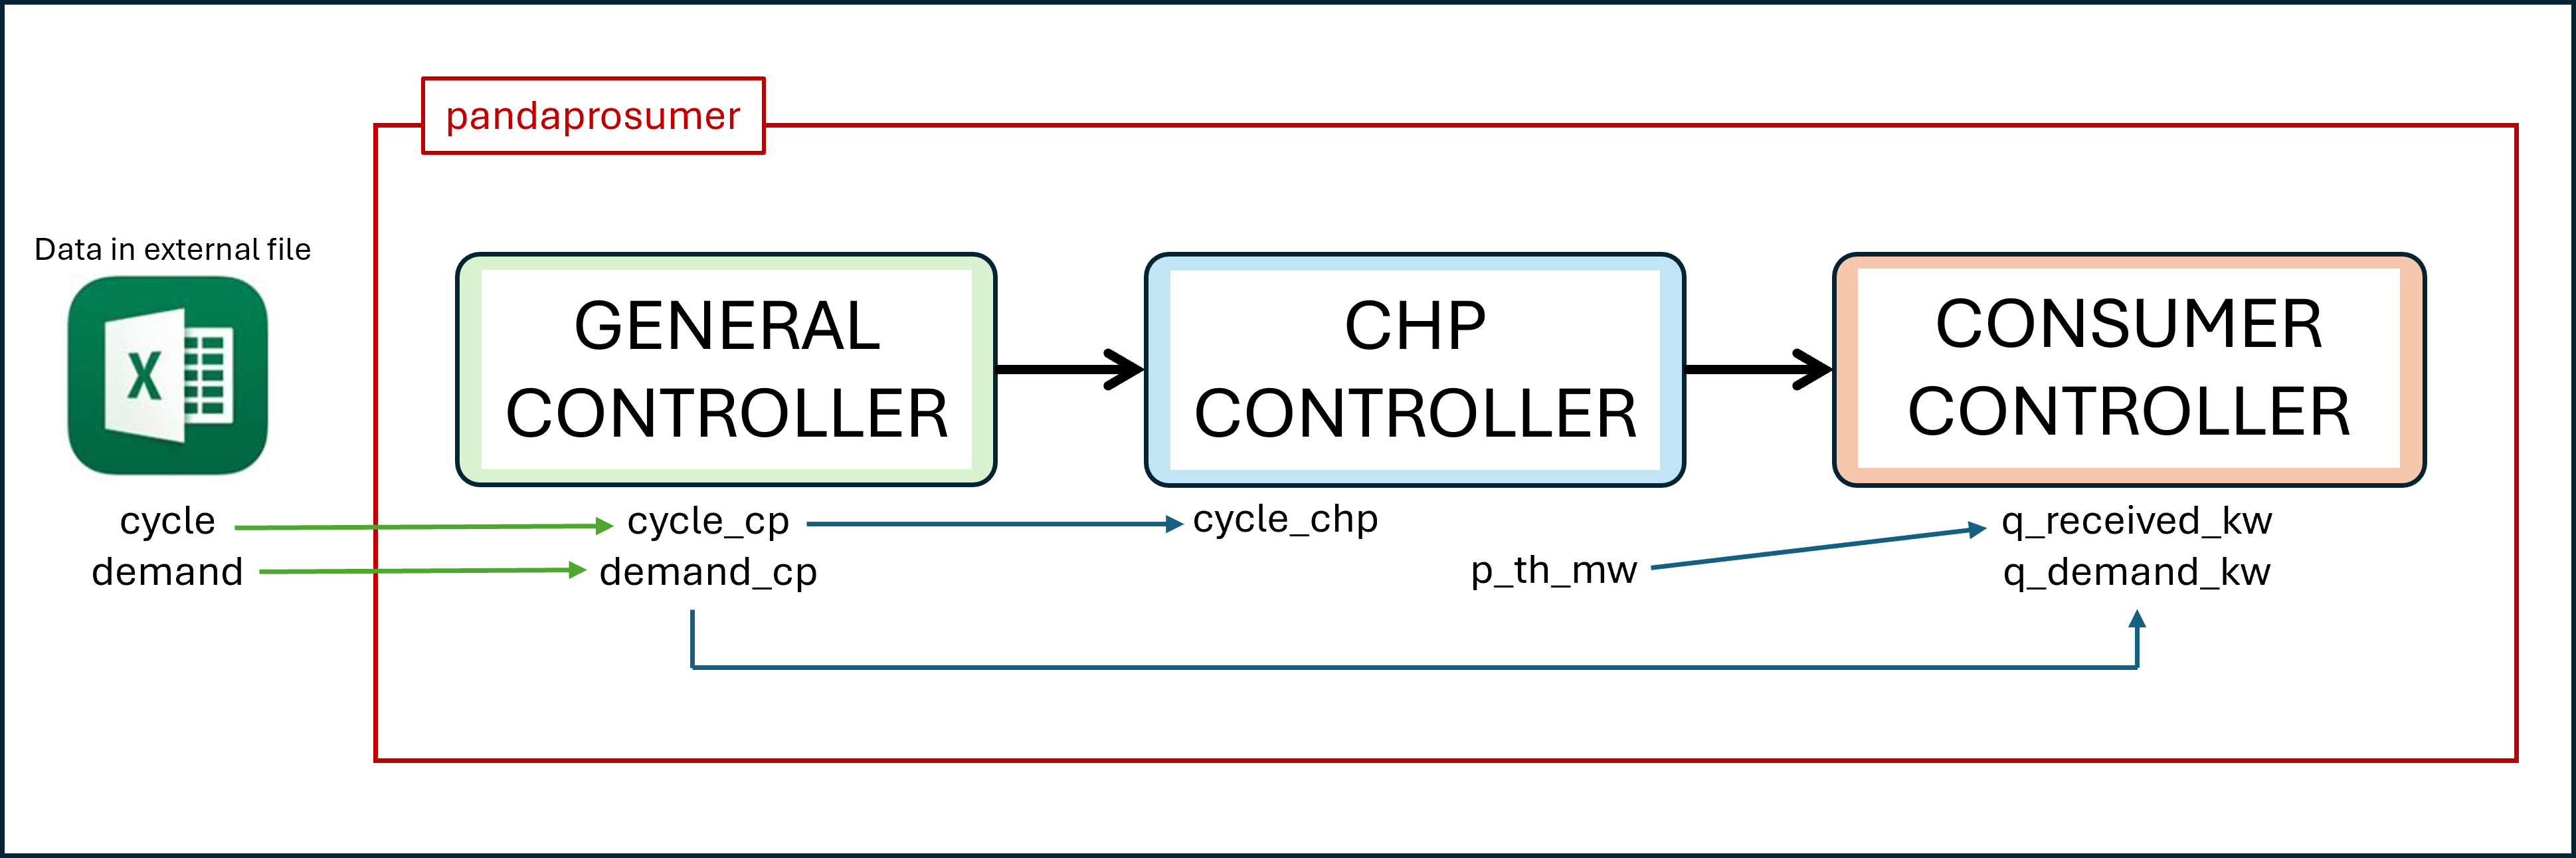 pandaprosumer
Data in external file
X
GENERAL
CONTROLLER
CHP
CONTROLLER
CONSUMER
CONTROLLER
cycle
cycle_cp
cycle_chp
q_received_kw
demand
demand_cp
p_th_mw
q_demand_kw